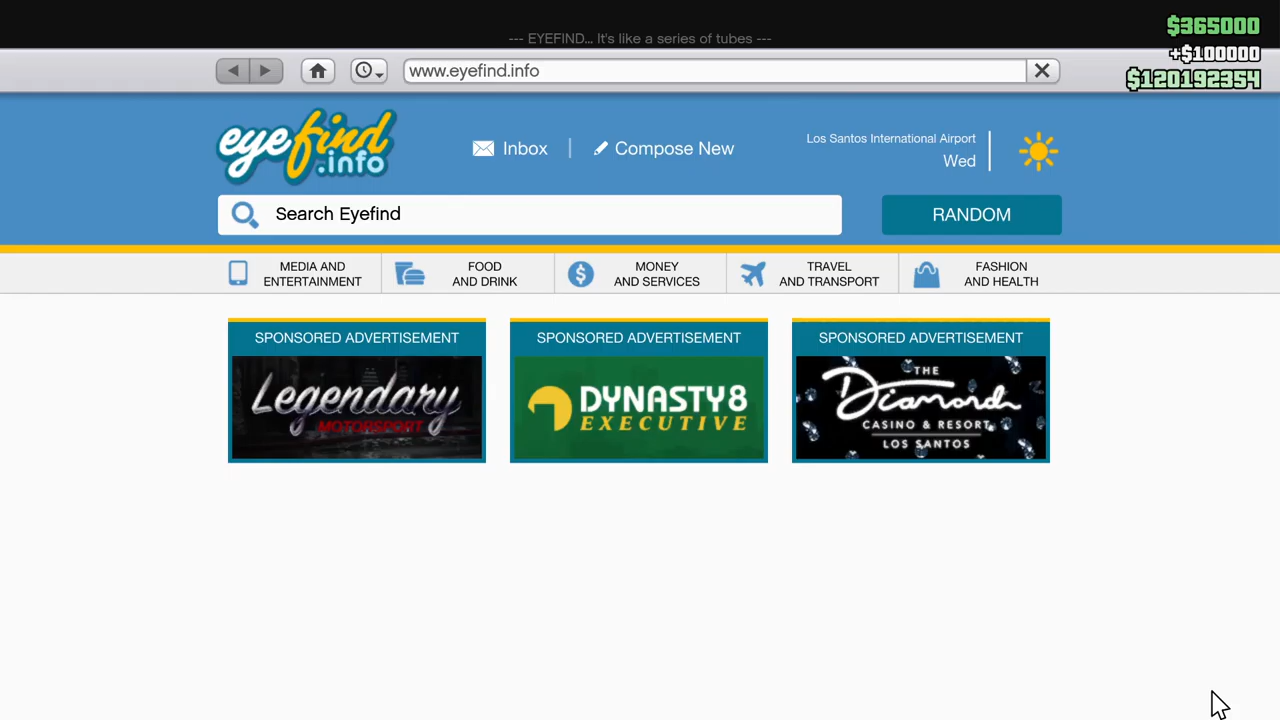 $365000
--- EYEFIND... It's like a series of tubes ---
+$100000
www.eyefind.info
$120192354
eyefind
.info
Inbox
Compose New
Los Santos International Airport
Wed
Search Eyefind
RANDOM
MEDIA AND
ENTERTAINMENT
FOOD
AND DRINK
MONEY
AND SERVICES
TRAVEL
AND TRANSPORT
FASHION
AND HEALTH
SPONSORED ADVERTISEMENT
Legendary
MOTORSPORT
SPONSORED ADVERTISEMENT
DYNASTY8
EXECUTIVE
SPONSORED ADVERTISEMENT
THE
Diamond
CASINO & RESORT
LOS SANTOS